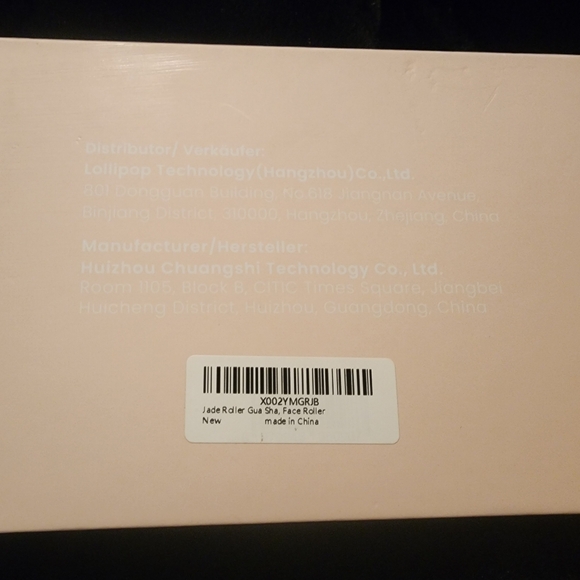 Distributor/ Verkäufer:
Lollipop Technology(Hangzhou)Co.,Ltd.
801 Dongguan Building, No.618 Jiangnan Avenue,
Binjiang District, 310000, Hangzhou, Zhejiang, China
Manufacturer/Hersteller:
Huizhou Chuangshi Technology Co., Ltd.
Room 1105, Block B, CITIC Times Square, Jiangbei
Huicheng District, Huizhou, Guangdong, China
X002YMGRJB
Jade Roller Gua Sha, Face Roller
New made in China